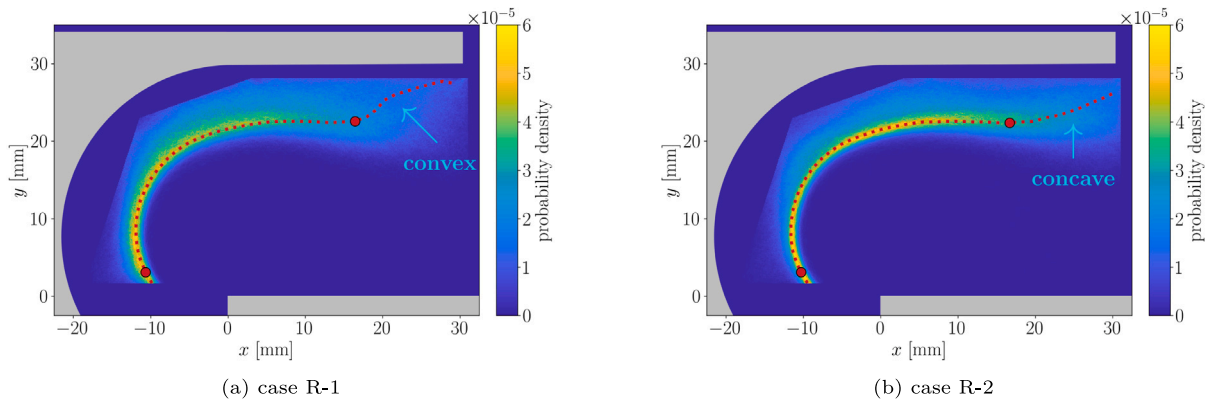 ×10⁻⁵
6
5
4
3
2
1
0
probability density
30
20
10
0
y [mm]
−20 −10 0 10 20 30
x [mm]
convex
(a) case R-1
×10⁻⁵
6
5
4
3
2
1
0
probability density
30
20
10
0
y [mm]
−20 −10 0 10 20 30
x [mm]
concave
(b) case R-2